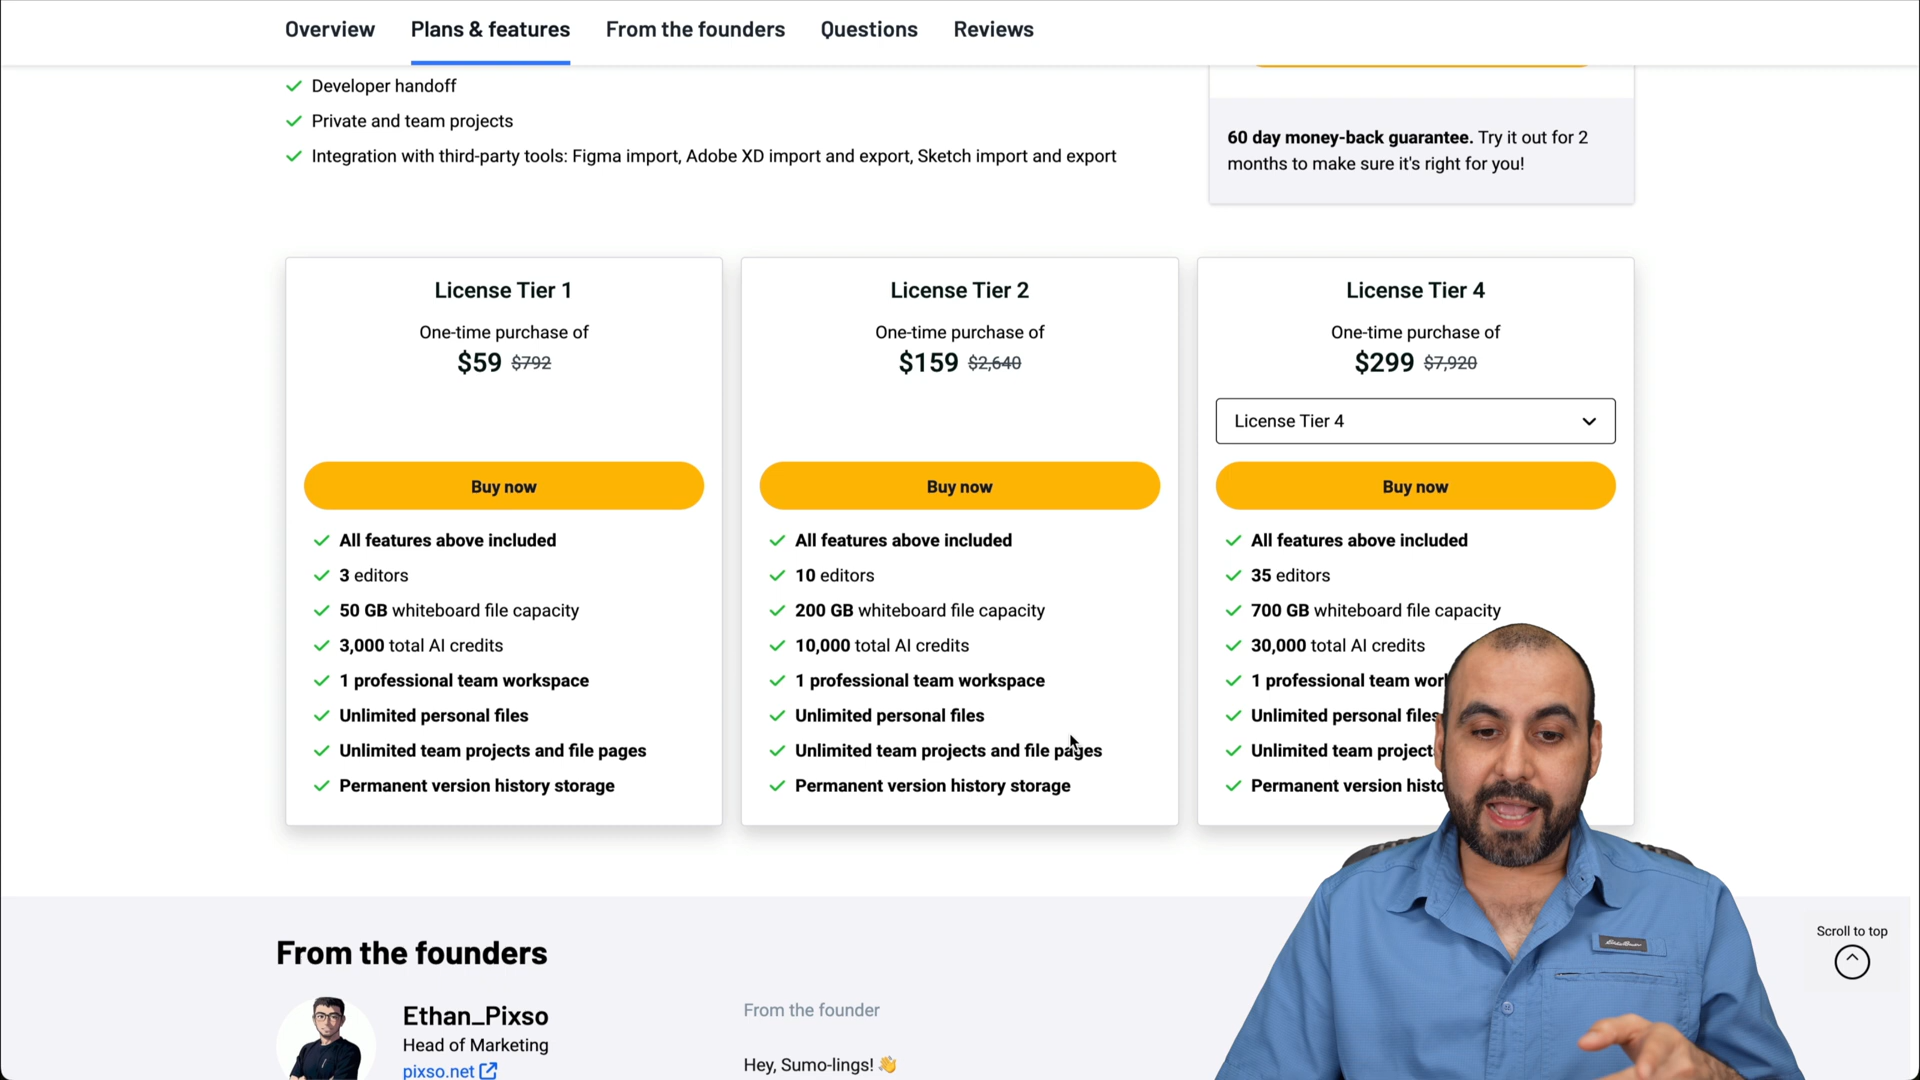 Overview Plans & features From the founders Questions Reviews
Developer handoff
Private and team projects
Integration with third-party tools: Figma import, Adobe XD import and export, Sketch import and export
60 day money-back guarantee. Try it out for 2
months to make sure it's right for you!
License Tier 1
One-time purchase of
$59 $792
Buy now
All features above included
3 editors
50 GB whiteboard file capacity
3,000 total AI credits
1 professional team workspace
Unlimited personal files
Unlimited team projects and file pages
Permanent version history storage
License Tier 2
One-time purchase of
$159 $2,640
Buy now
All features above included
10 editors
200 GB whiteboard file capacity
10,000 total AI credits
1 professional team workspace
Unlimited personal files
Unlimited team projects and file pages
Permanent version history storage
License Tier 4
One-time purchase of
$299 $7,920
License Tier 4
Buy now
All features above included
35 editors
700 GB whiteboard file capacity
30,000 total AI credits
1 professional team
Unlimited personal files
Unlimited team
Permanent version
From the founders
Ethan_Pixso
Head of Marketing
pixso.net
From the founder
Hey, Sumo-lings! 👋
Scroll to top